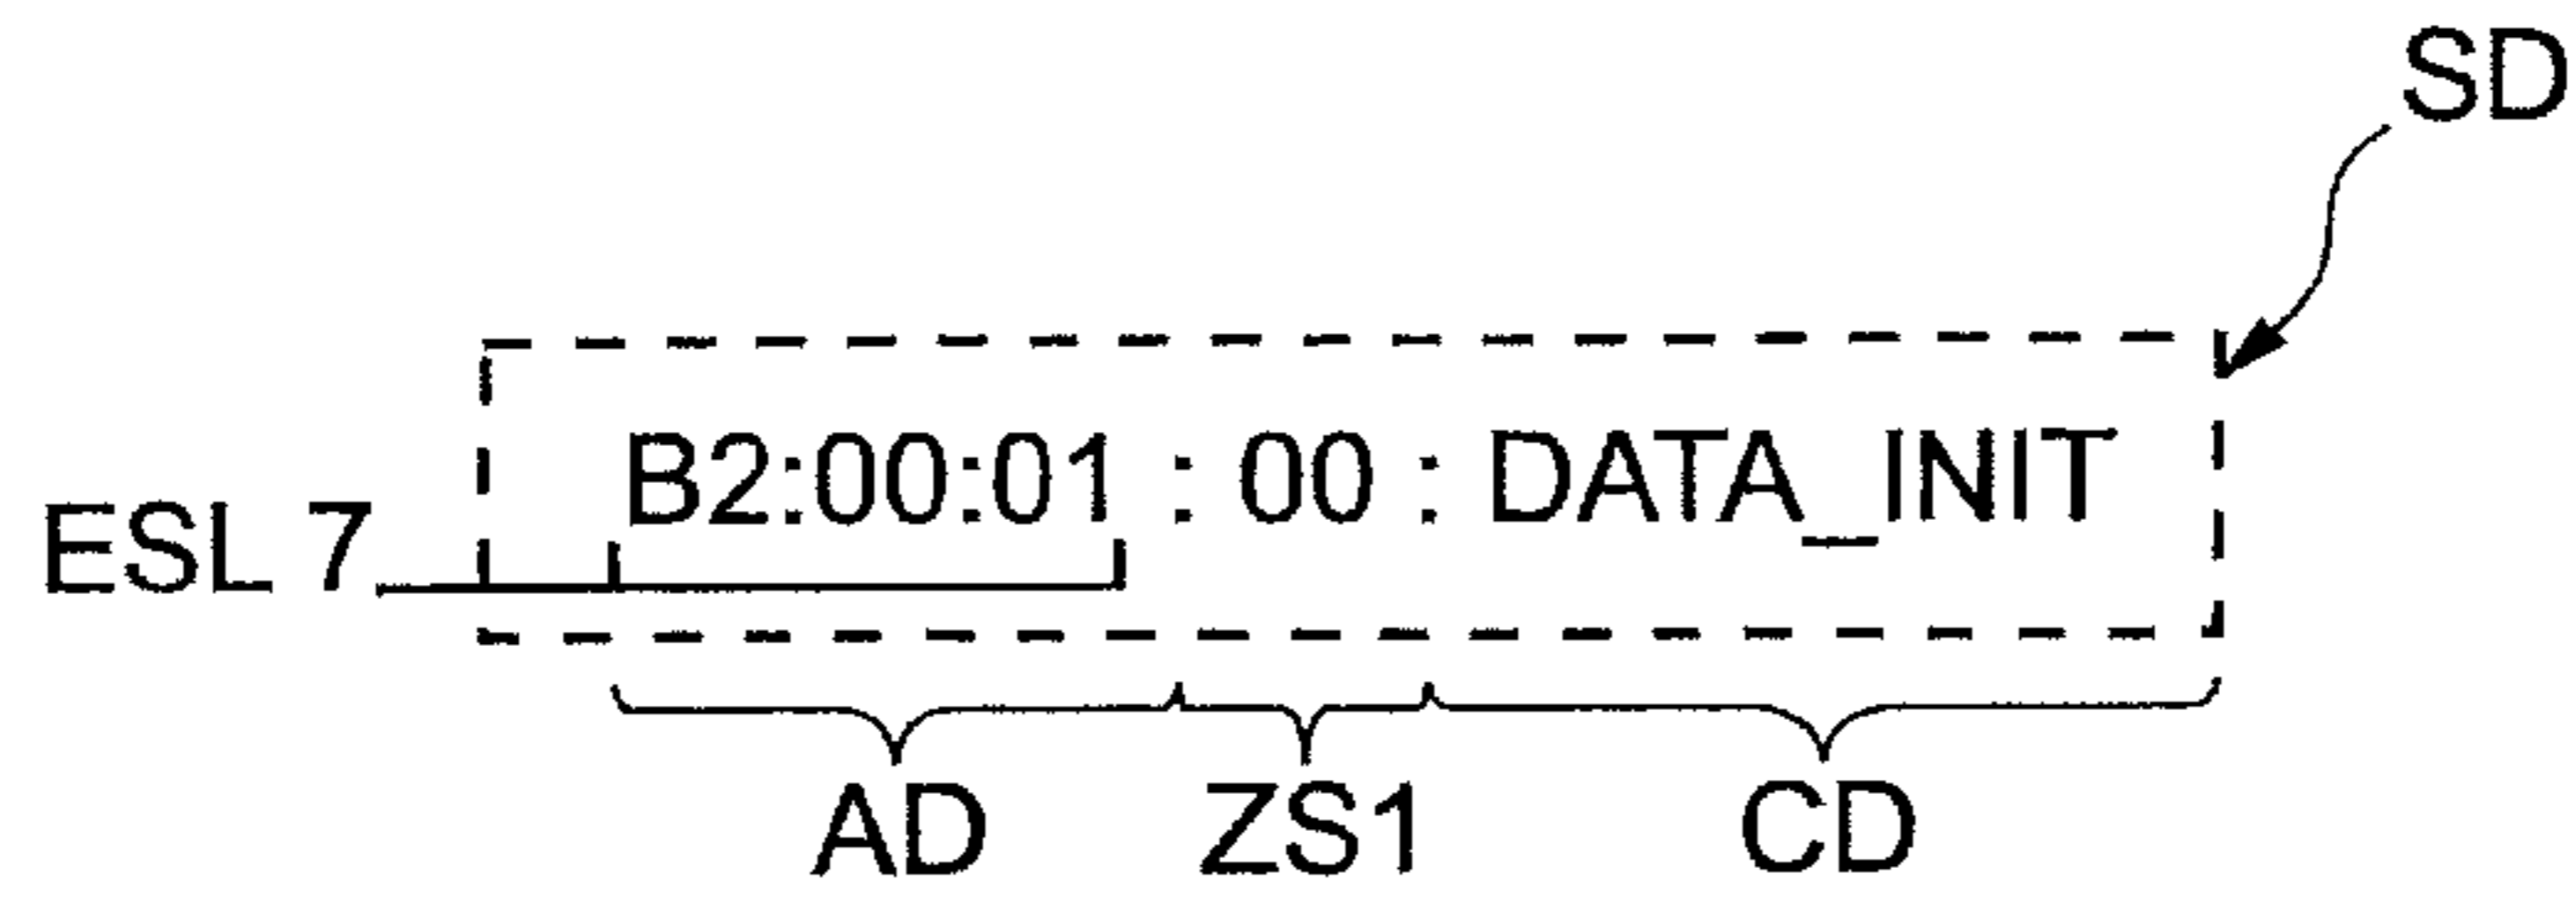 SD
B2:00:01 : 00 : DATA_INIT
ESL 7
AD ZS1 CD